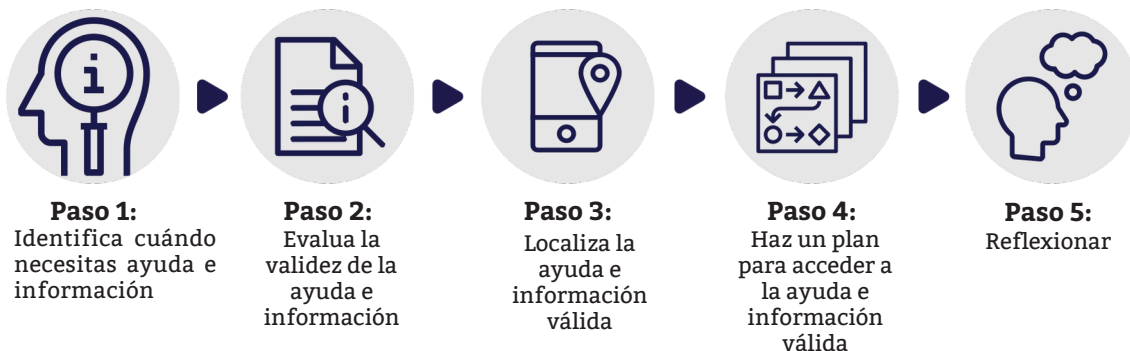 Paso 1:
Identifica cuándo
necesitas ayuda e
información
Paso 2:
Evalua la
validez de la
ayuda e
información
Paso 3:
Localiza la
ayuda e
información
válida
Paso 4:
Haz un plan
para acceder a
la ayuda e
información
válida
Paso 5:
Reflexionar